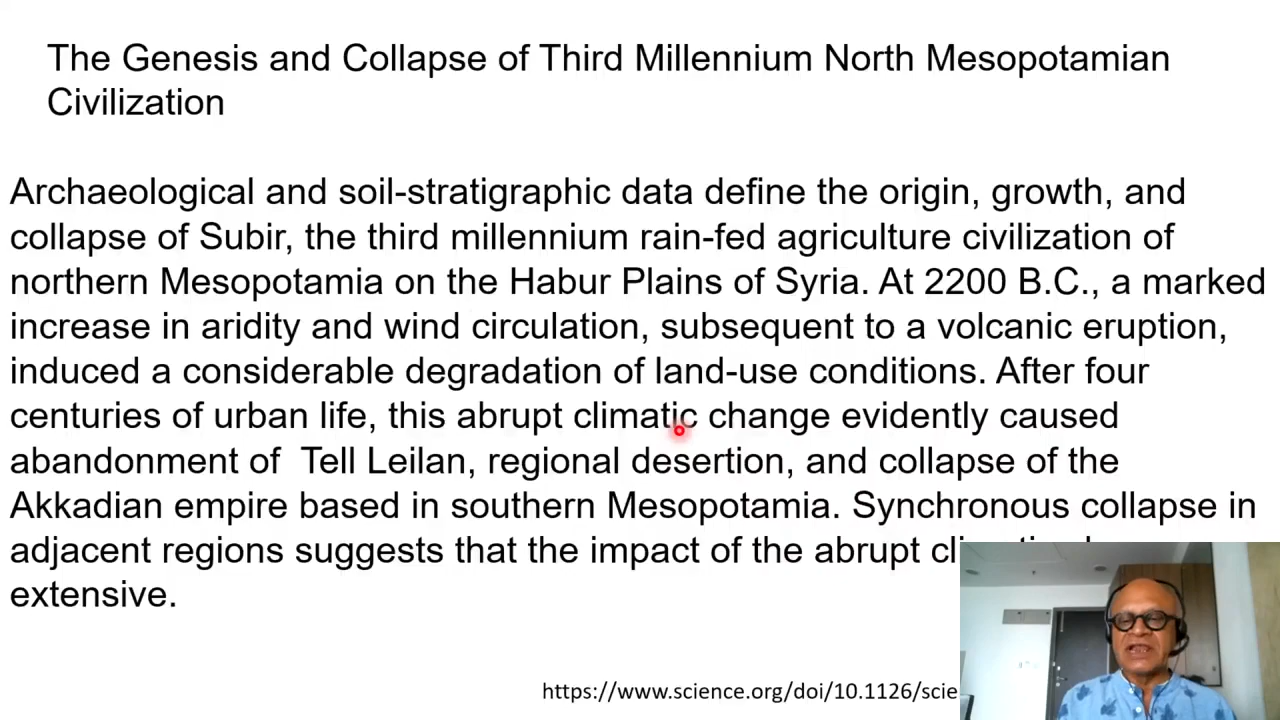 The Genesis and Collapse of Third Millennium North Mesopotamian
Civilization
Archaeological and soil-stratigraphic data define the origin, growth, and
collapse of Subir, the third millennium rain-fed agriculture civilization of
northern Mesopotamia on the Habur Plains of Syria. At 2200 B.C., a marked
increase in aridity and wind circulation, subsequent to a volcanic eruption,
induced a considerable degradation of land-use conditions. After four
centuries of urban life, this abrupt climatic change evidently caused
abandonment of  Tell Leilan, regional desertion, and collapse of the
Akkadian empire based in southern Mesopotamia. Synchronous collapse in
adjacent regions suggests that the impact of the abrupt
extensive.
https://www.science.org/doi/10.1126/scie